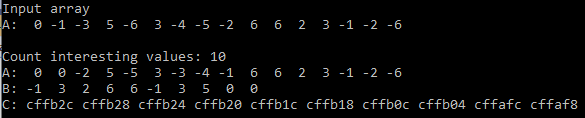 Input array
A:  0 -1 -3  5 -6  3 -4 -5 -2  6  6  2  3 -1 -2 -6
Count interesting values: 10
A:  0  0 -2  5 -5  3 -3 -4 -1  6  6  2  3 -1 -2 -6
B: -1  3  2  6  6 -1  3  5  0  0
C: cffb2c cffb28 cffb24 cffb20 cffb1c cffb18 cffb0c cffb04 cffafc cffaf8